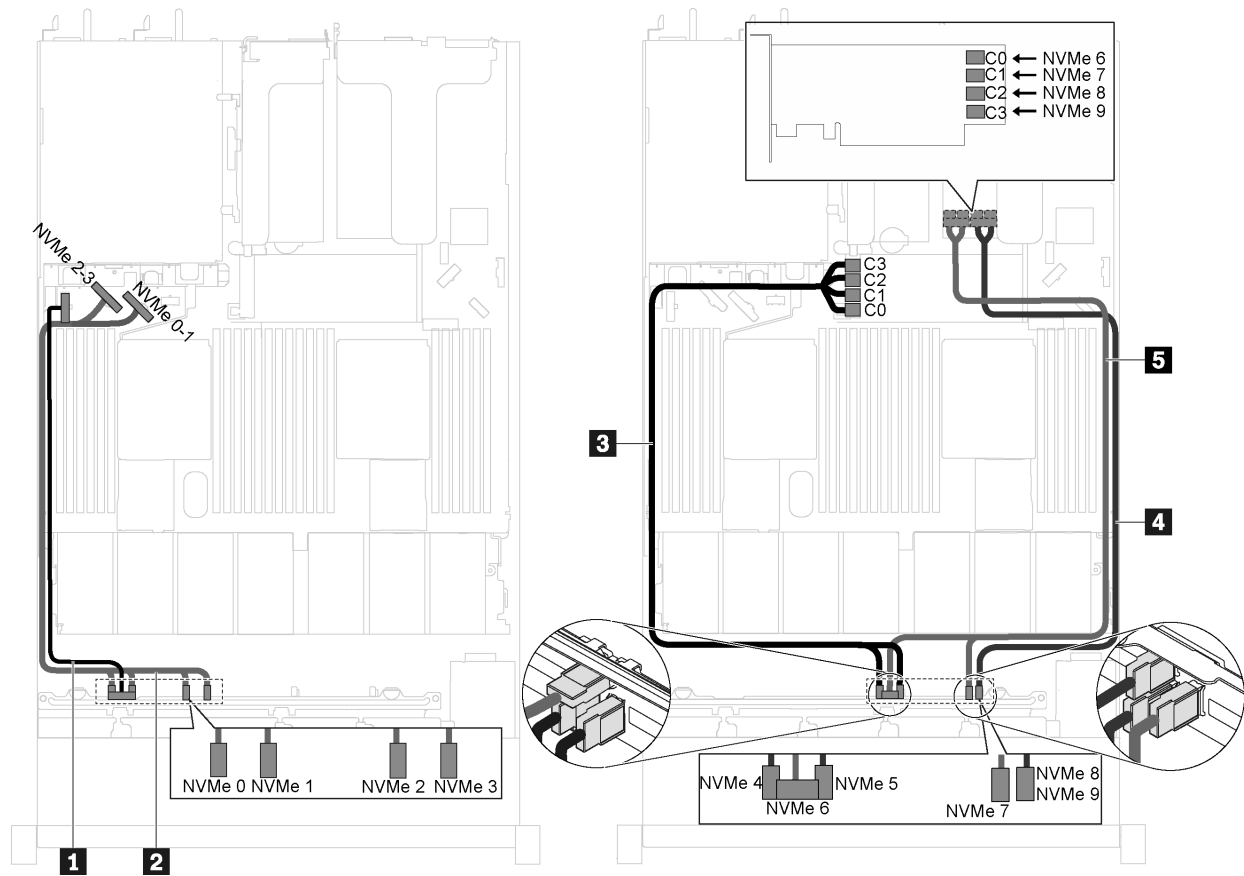 NVMe 2-3
NVMe 0-1
NVMe 0
NVMe 1
NVMe 2
NVMe 3
1
2
C0 ← NVMe 6
C1 ← NVMe 7
C2 ← NVMe 8
C3 ← NVMe 9
C3
C2
C1
C0
5
3
4
NVMe 4
NVMe 5
NVMe 6
NVMe 7
NVMe 8
NVMe 9